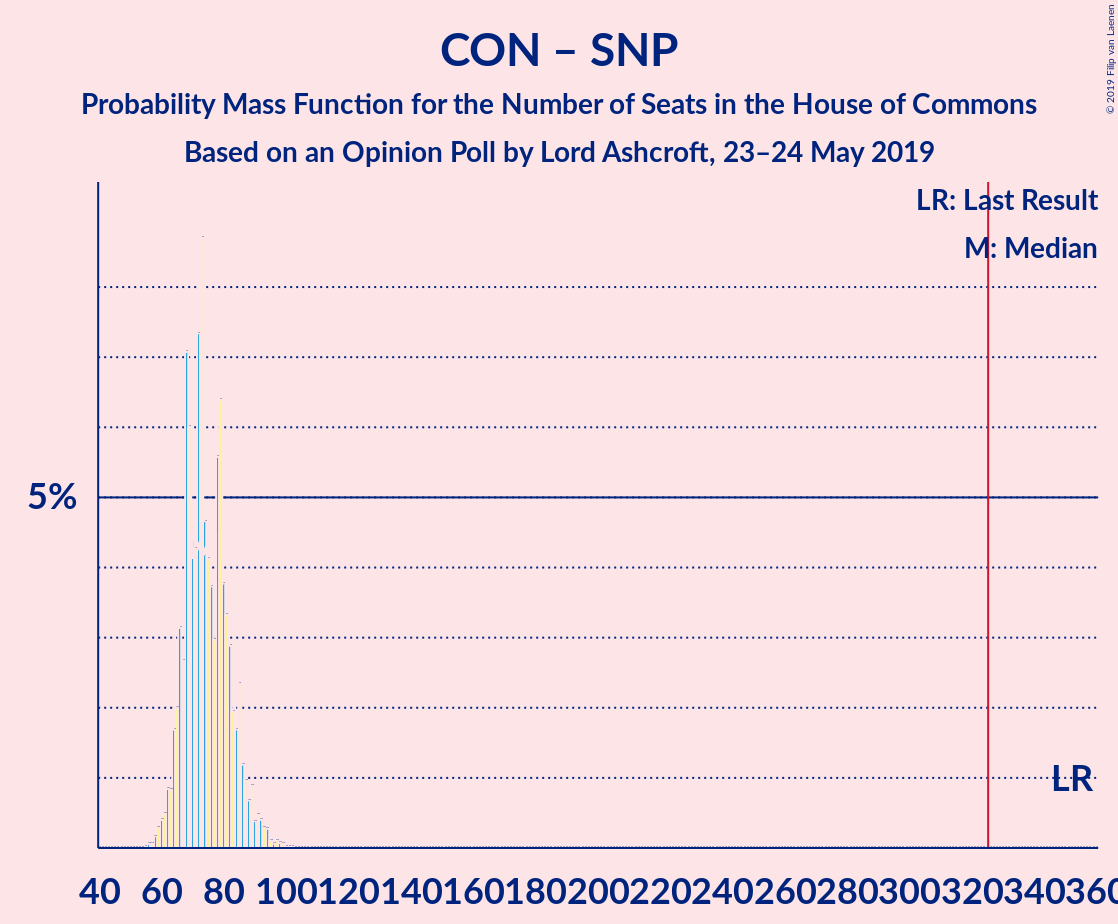 CON – SNP
Probability Mass Function for the Number of Seats in the House of Commons
Based on an Opinion Poll by Lord Ashcroft, 23–24 May 2019
© 2019 Filip van Laenen
LR: Last Result
M: Median
5%
LR
40 60 80 100 120 140 160 180 200 220 240 260 280 300 320 340 360